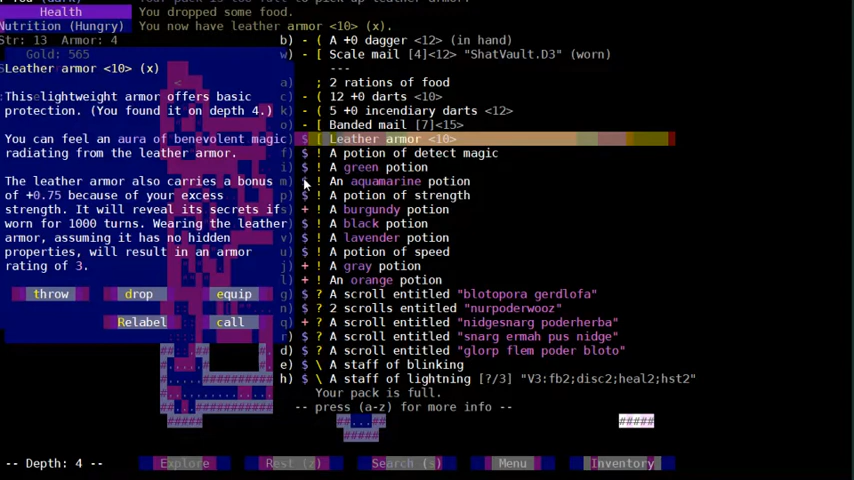 You dropped some food.
Health
You now have leather armor <10> (x).
Nutrition (Hungry)
Str: 13 Armor: 4
Gold: 565
b) - ( A +0 dagger <12> (in hand)
w) - [ Scale mail [4]<12> "ShatVault.D3" (worn)
---
Leather armor <10> (x)
This lightweight armor offers basic
protection. (You found it on depth 4.)
You can feel an aura of benevolent magic
radiating from the leather armor.
The leather armor also carries a bonus
of +0.75 because of your excess
strength. It will reveal its secrets if
worn for 1000 turns. Wearing the leather
armor, assuming it has no hidden
properties, will result in an armor
rating of 3.
throw drop equip
Relabel call
a) ; 2 rations of food
c) - ( 12 +0 darts <10>
k) - ( 5 +0 incendiary darts <12>
o) - [ Banded mail [7]<15>
$ [ Leather armor <10>
f) $ ! A potion of detect magic
i) $ ! A green potion
m) $ ! An aquamarine potion
p) $ ! A potion of strength
s) + ! A burgundy potion
t) + ! A black potion
v) $ ! A lavender potion
u) $ ! A potion of speed
j) + ! A gray potion
l) + ! An orange potion
g) $ ? A scroll entitled "blotopora gerdlofa"
n) $ ? 2 scrolls entitled "nurpoderwooz"
q) + ? A scroll entitled "nidgesnarg poderherba"
r) $ ? A scroll entitled "snarg ermah pus nidge"
d) $ ? A scroll entitled "glorp flem poder bloto"
e) $ \ A staff of blinking
h) $ \ A staff of lightning [?/3] "V3:fb2;disc2;heal2;hst2"
Your pack is full.
-- press (a-z) for more info --
-- Depth: 4 -- Explore Rest (z) Search (s) Menu Inventory